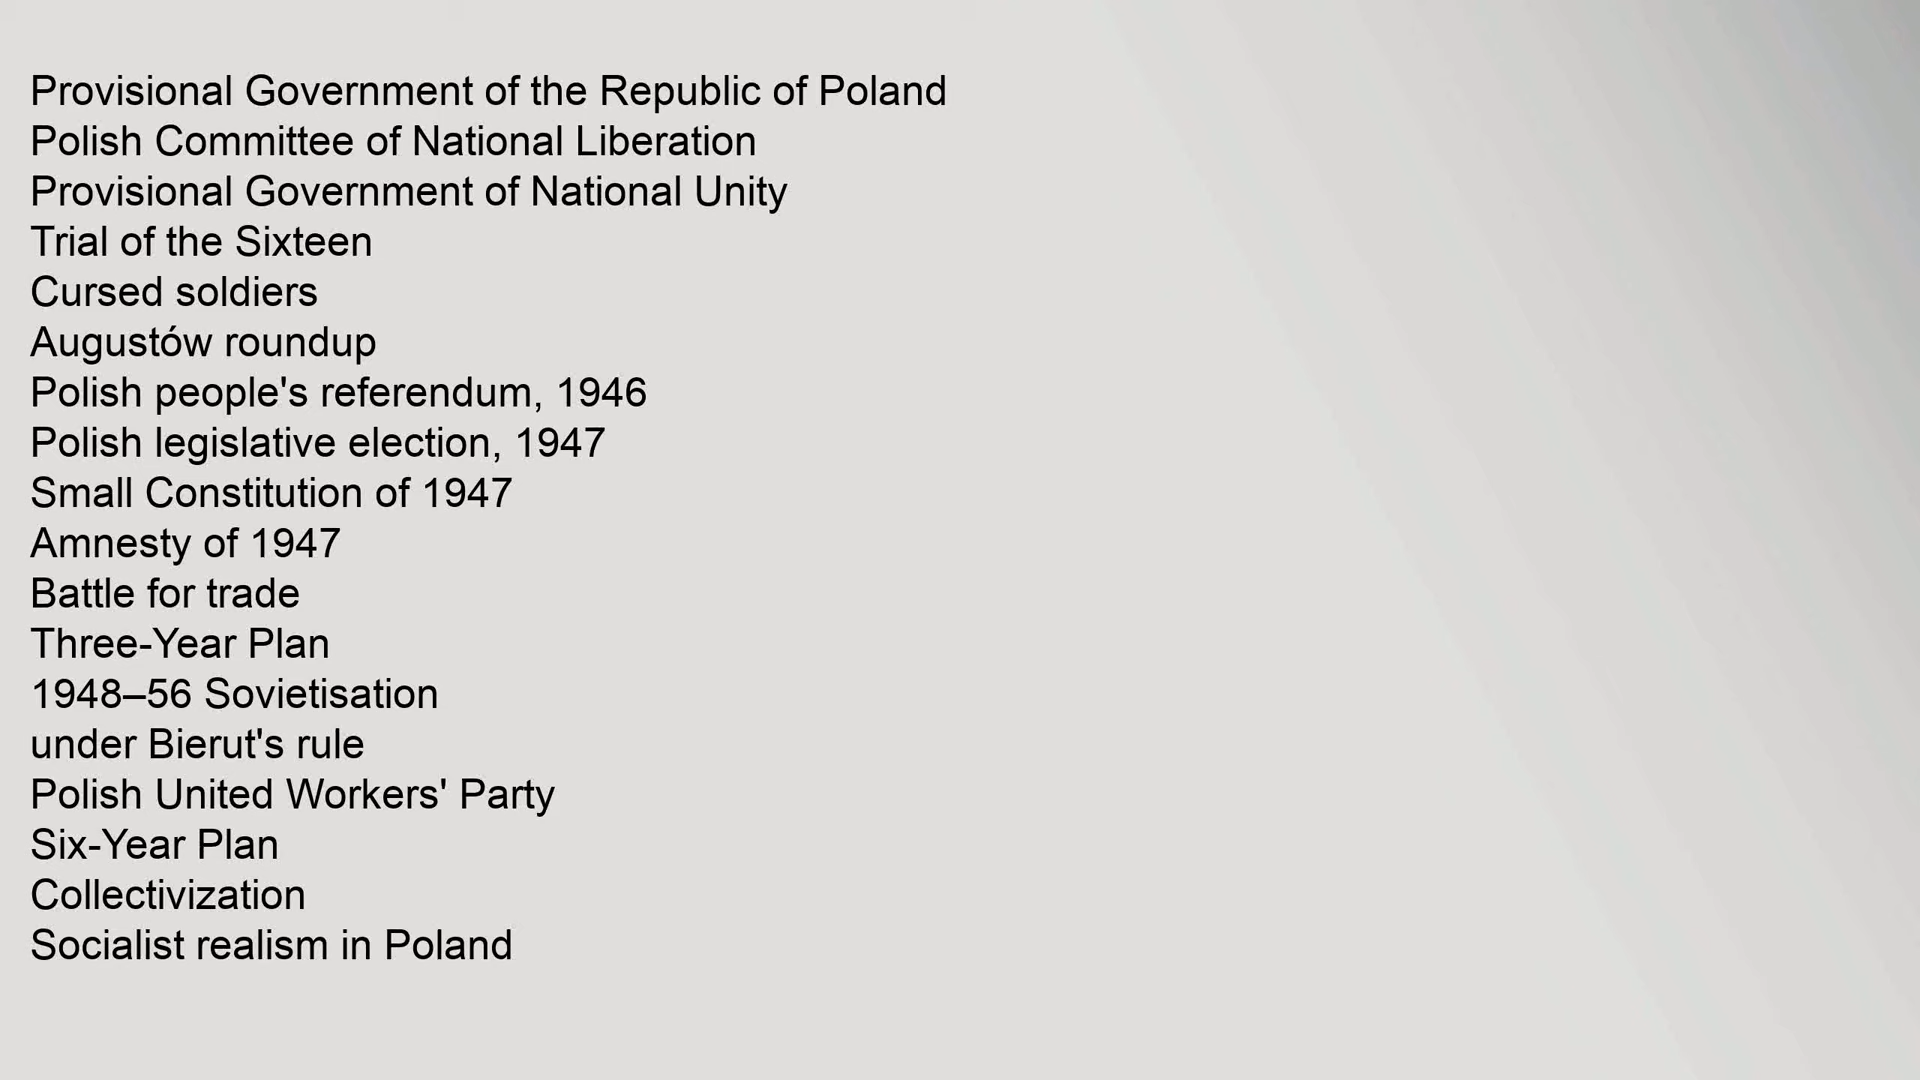 Provisional Government of the Republic of Poland
Polish Committee of National Liberation
Provisional Government of National Unity
Trial of the Sixteen
Cursed soldiers
Augustów roundup
Polish people's referendum, 1946
Polish legislative election, 1947
Small Constitution of 1947
Amnesty of 1947
Battle for trade
Three-Year Plan
1948–56 Sovietisation
under Bierut's rule
Polish United Workers' Party
Six-Year Plan
Collectivization
Socialist realism in Poland